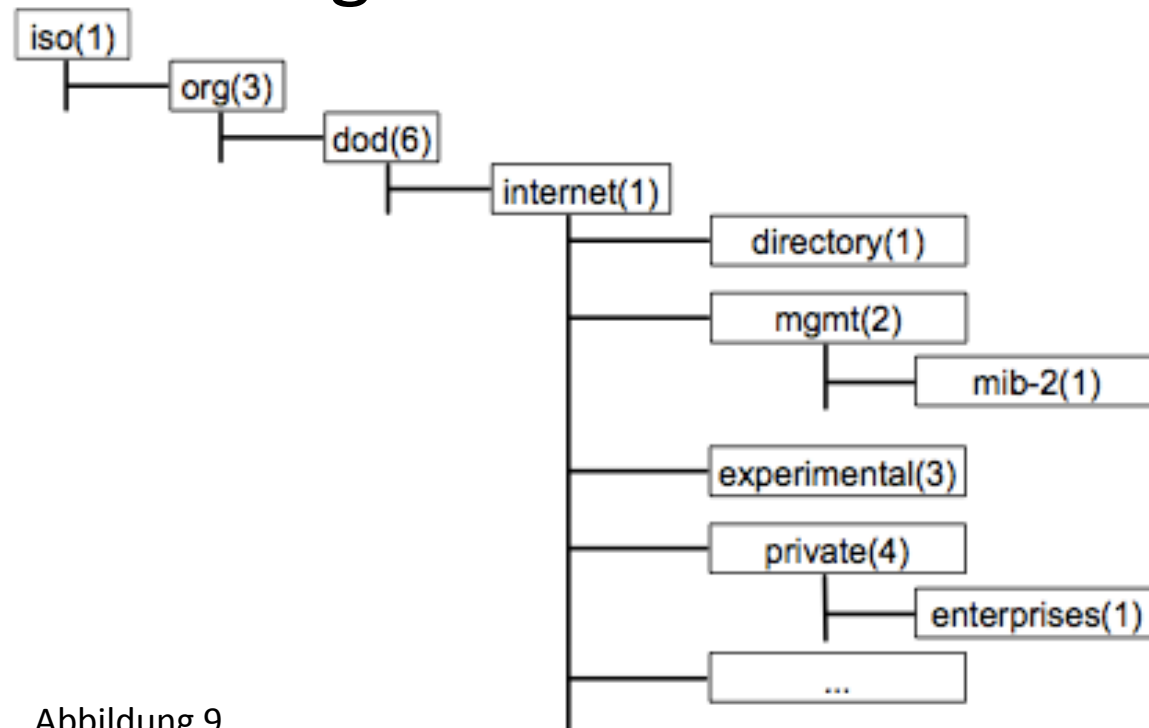 iso(1)
org(3)
dod(6)
internet(1)
directory(1)
mgmt(2)
mib-2(1)
experimental(3)
private(4)
enterprises(1)
...
Abbildung 9